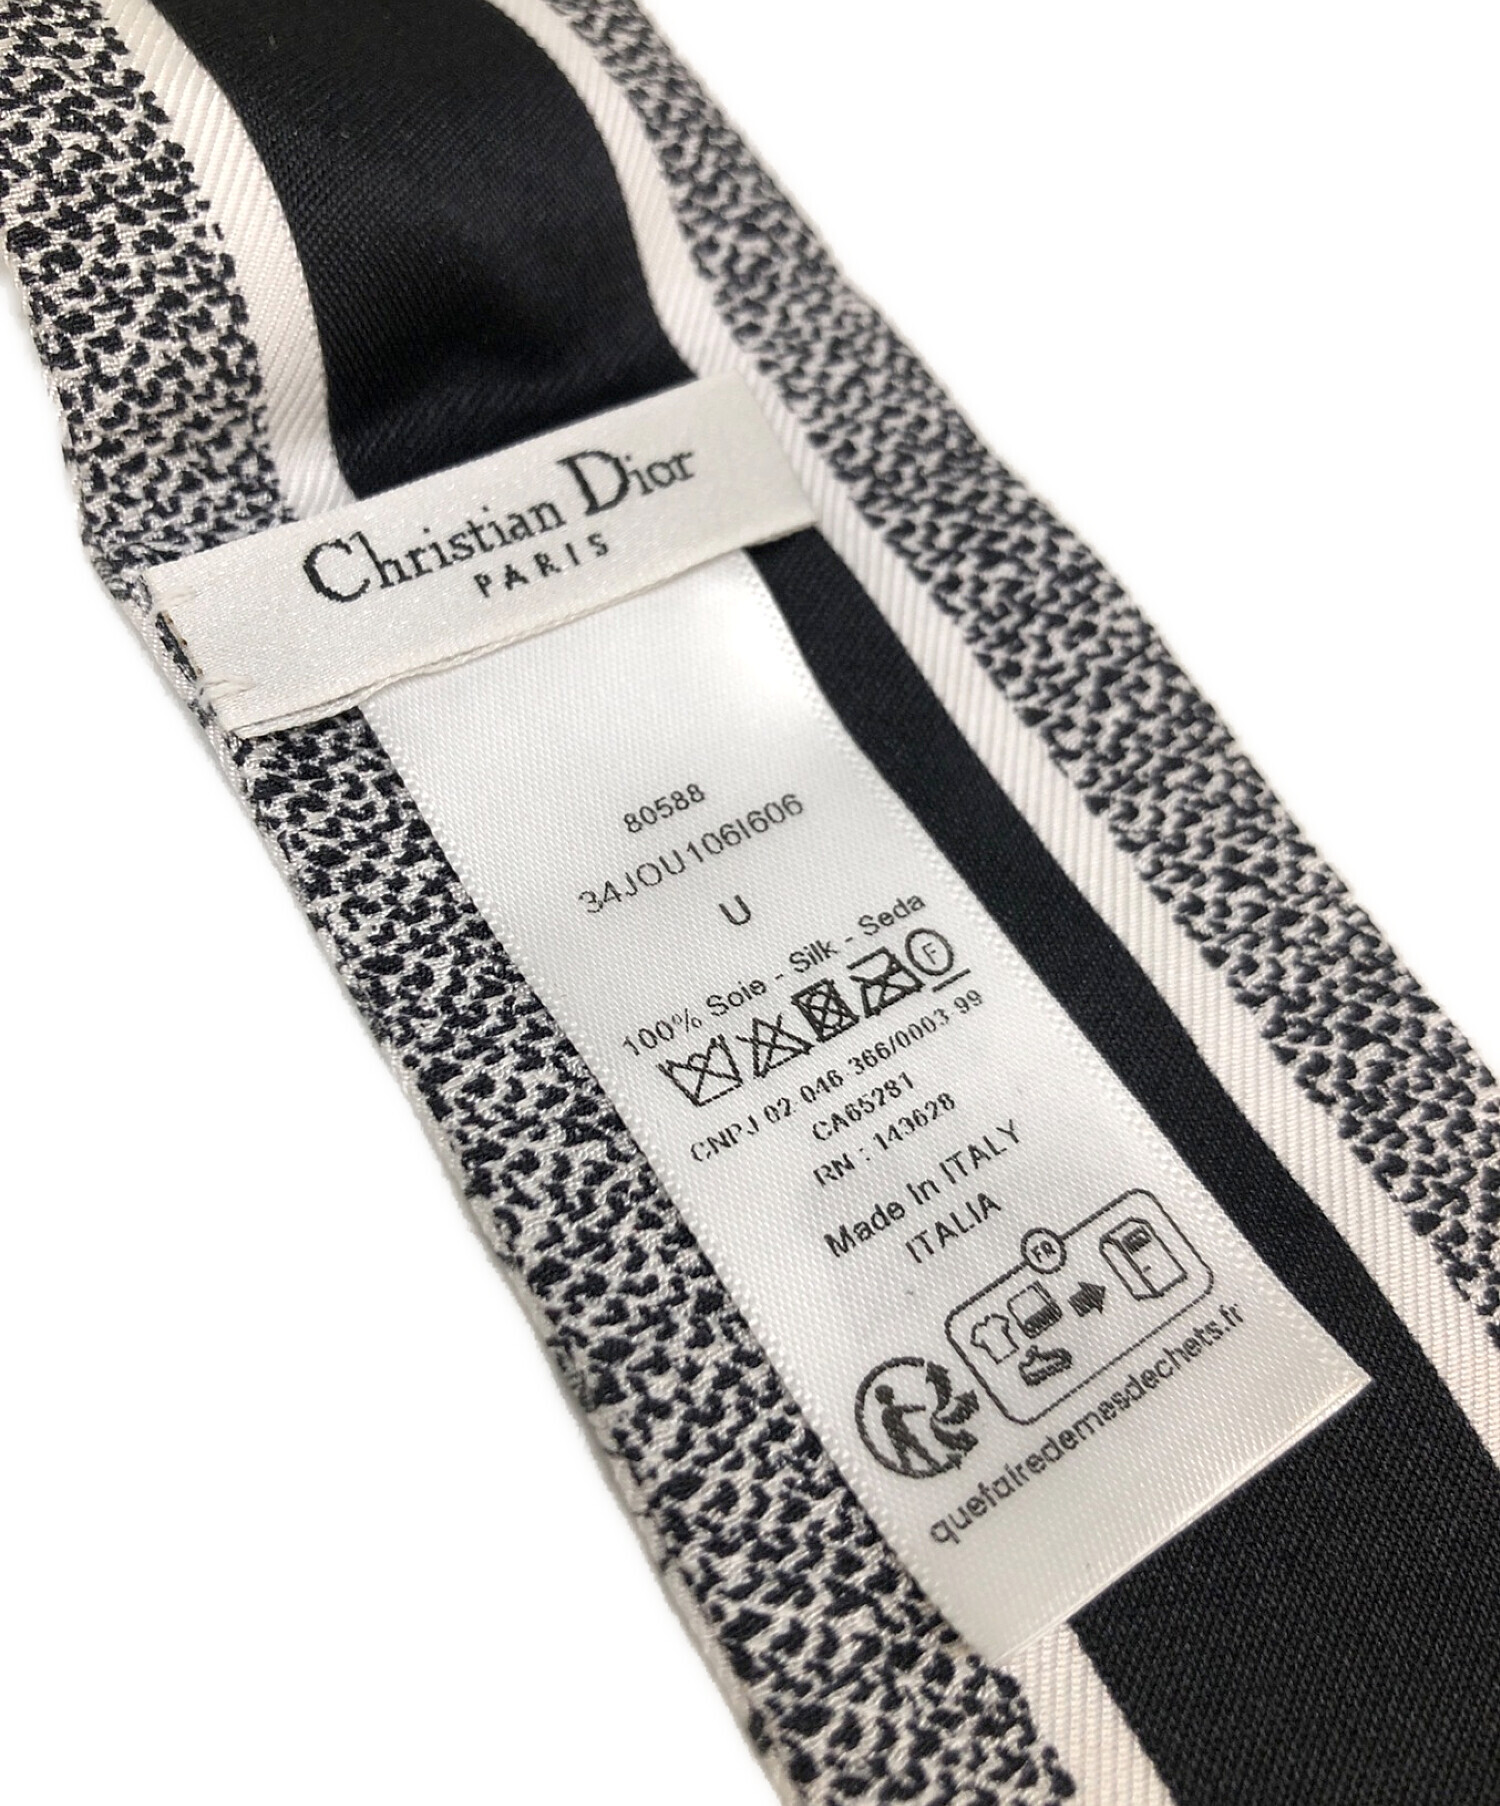 Christian Dior
PARIS
80588
34JOU106I606
U
100% Soie - Silk - Seda
F
CNPJ 02 046 366/0003 99
CA65281
RN : 143628
Made in ITALY
ITALIA
FR
quefairedemesdechets.fr